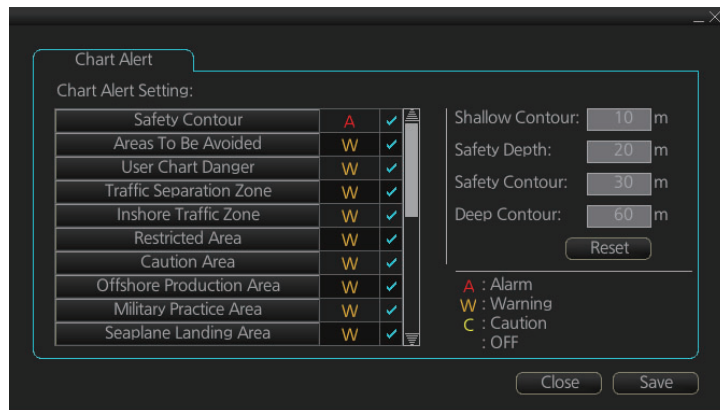 Chart Alert
Chart Alert Setting:
Safety Contour A
Areas To Be Avoided W
User Chart Danger W
Traffic Separation Zone W
Inshore Traffic Zone W
Restricted Area W
Caution Area W
Offshore Production Area W
Military Practice Area W
Seaplane Landing Area W
Shallow Contour: 10 m
Safety Depth: 20 m
Safety Contour: 30 m
Deep Contour: 60 m
Reset
A : Alarm
W : Warning
C : Caution
: OFF
Close Save